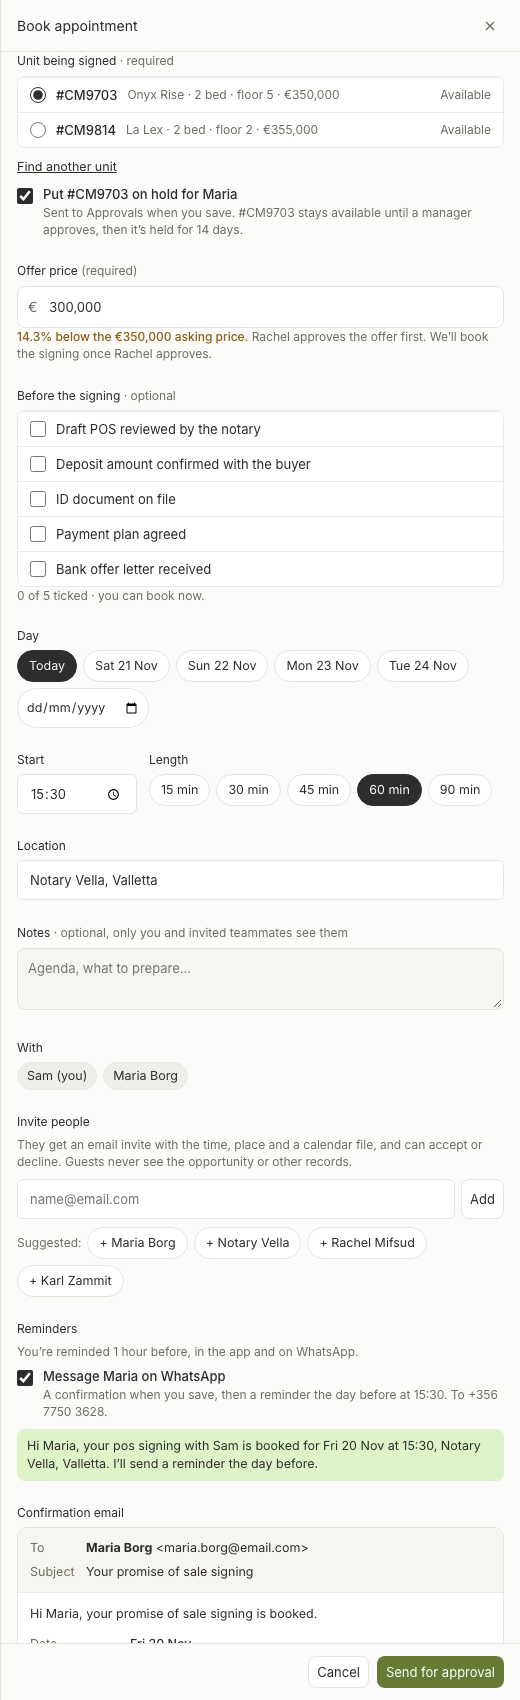 Book appointment
Unit being signed · required
#CM9703 Onyx Rise · 2 bed · floor 5 · €350,000 Available
#CM9814 La Lex · 2 bed · floor 2 · €355,000 Available
Find another unit
Put #CM9703 on hold for Maria
Sent to Approvals when you save. #CM9703 stays available until a manager
approves, then it’s held for 14 days.
Offer price (required)
€ 300,000
14.3% below the €350,000 asking price. Rachel approves the offer first. We’ll book
the signing once Rachel approves.
Before the signing · optional
Draft POS reviewed by the notary
Deposit amount confirmed with the buyer
ID document on file
Payment plan agreed
Bank offer letter received
0 of 5 ticked · you can book now.
Day
Today Sat 21 Nov Sun 22 Nov Mon 23 Nov Tue 24 Nov
dd/mm/yyyy
Start Length
15:30 15 min 30 min 45 min 60 min 90 min
Location
Notary Vella, Valletta
Notes · optional, only you and invited teammates see them
Agenda, what to prepare...
With
Sam (you) Maria Borg
Invite people
They get an email invite with the time, place and a calendar file, and can accept or
decline. Guests never see the opportunity or other records.
name@email.com Add
Suggested: + Maria Borg + Notary Vella + Rachel Mifsud
+ Karl Zammit
Reminders
You’re reminded 1 hour before, in the app and on WhatsApp.
Message Maria on WhatsApp
A confirmation when you save, then a reminder the day before at 15:30. To +356
7750 3628.
Hi Maria, your pos signing with Sam is booked for Fri 20 Nov at 15:30, Notary
Vella, Valletta. I’ll send a reminder the day before.
Confirmation email
To Maria Borg <maria.borg@email.com>
Subject Your promise of sale signing
Hi Maria, your promise of sale signing is booked.
Date Fri 20 Nov
Cancel Send for approval